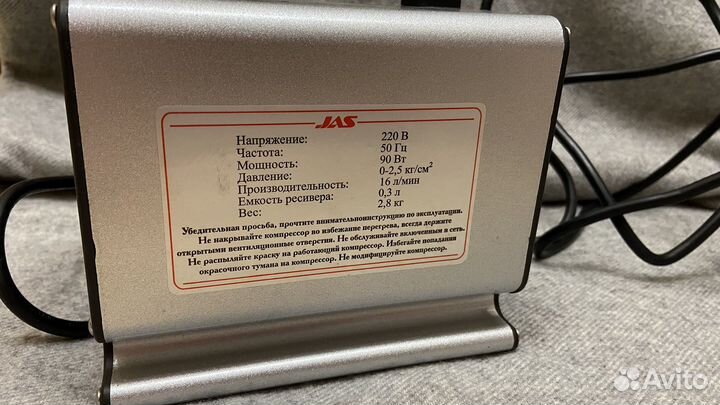 JAS
Напряжение: 220 В
Частота: 50 Гц
Мощность: 90 Вт
Давление: 0-2,5 кг/см²
Производительность: 16 л/мин
Емкость ресивера: 0,3 л
Вес: 2,8 кг
Убедительная просьба, прочтите внимательноинструкцию по эксплуатации.
Не накрывайте компрессор во избежание перегрева, всегда держите
открытыми вентиляционные отверстия. Не обслуживайте включенным в сеть.
Не распыляйте краску на работающий компрессор. Избегайте попадания
окрасочного тумана на компрессор. Не модифицируйте компрессор.
Avito